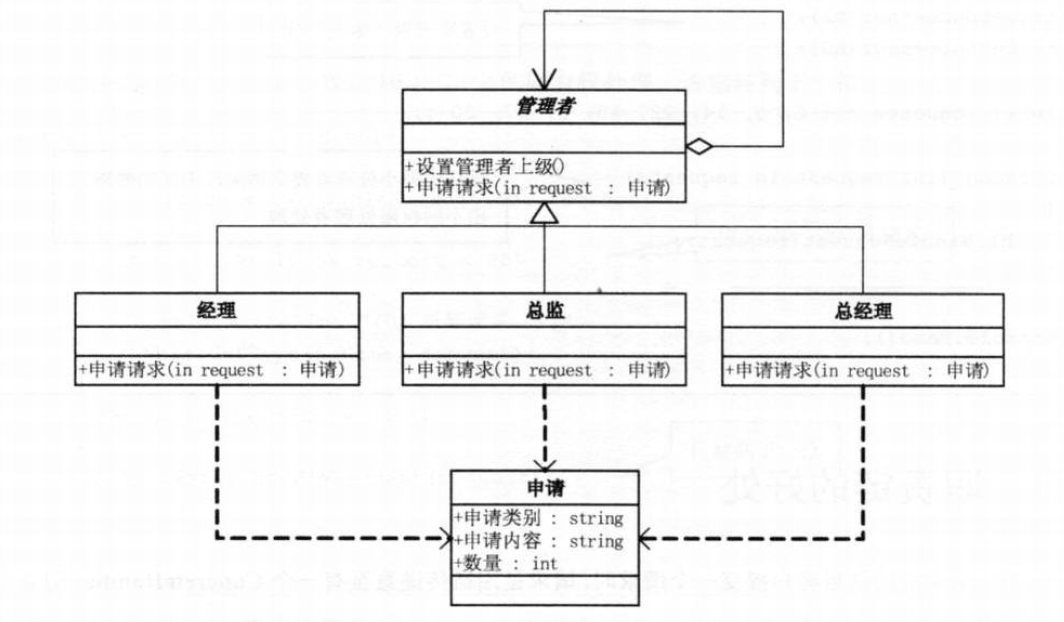 管理者
+设置管理者上级()
+申请请求(in request : 申请)
经理
+申请请求(in request : 申请)
总监
+申请请求(in request : 申请)
总经理
+申请请求(in request : 申请)
申请
+申请类别 : string
+申请内容 : string
+数量 : int